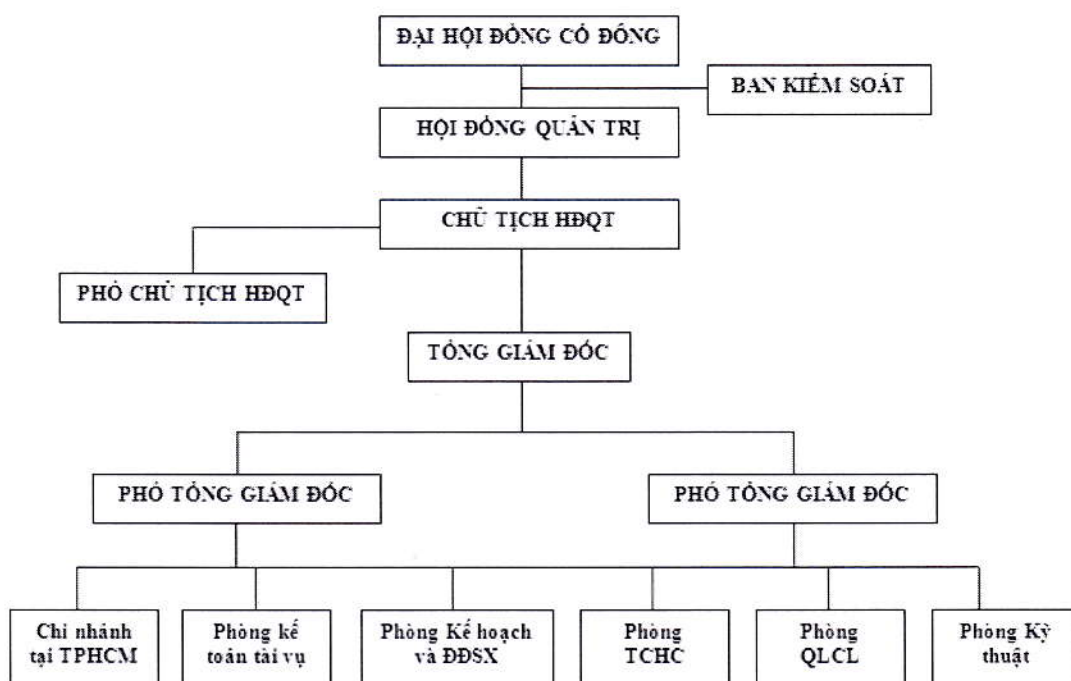 ĐẠI HỘI ĐỒNG CỔ ĐÔNG
BAN KIỂM SOÁT
HỘI ĐỒNG QUẢN TRỊ
CHỦ TỊCH HĐQT
PHÓ CHỦ TỊCH HĐQT
TỔNG GIÁM ĐỐC
PHÓ TỔNG GIÁM ĐỐC
PHÓ TỔNG GIÁM ĐỐC
Chi nhánh
tại TPHCM
Phòng kế
toán tài vụ
Phòng Kế hoạch
và ĐĐSX
Phòng
TCHC
Phòng
QLCL
Phòng Kỹ
thuật